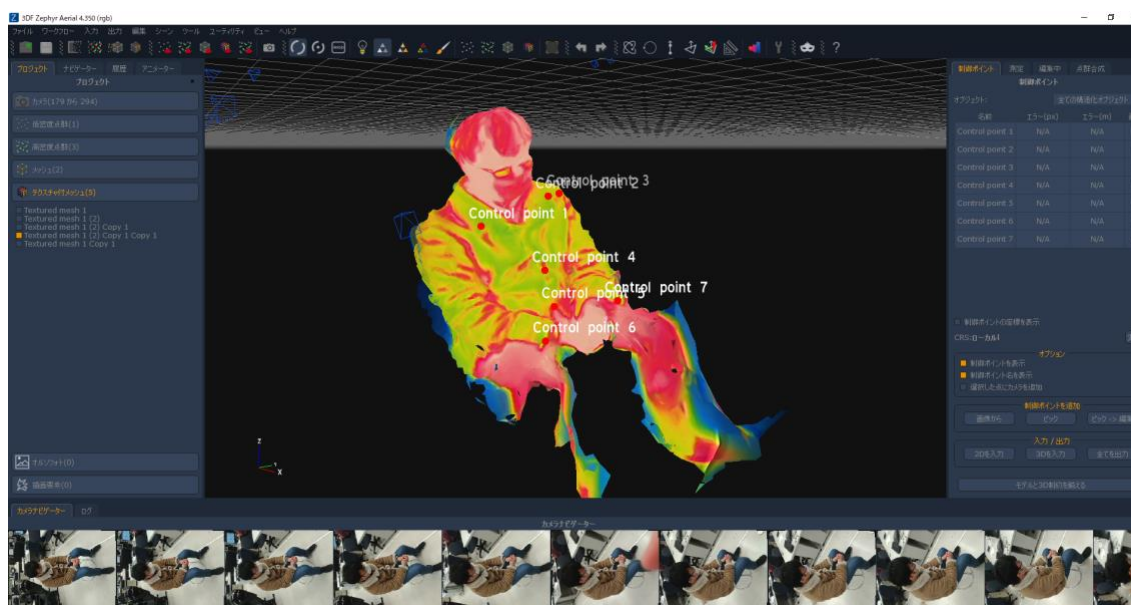 3DF Zephyr Aerial 4.350 (rgb)
ファイル ワークフロー 入力 出力 編集 シーン ツール ユーティリティ ビュー ヘルプ
プロジェクト ナビゲーター 履歴 アニメーター
プロジェクト
カメラ(179 から 294)
低密度点群(1)
高密度点群(3)
メッシュ(2)
テクスチャ付メッシュ(5)
Textured mesh 1
Textured mesh 1 (2)
Textured mesh 1 (2) Copy 1
Textured mesh 1 (2) Copy 1 Copy 1
Textured mesh 1 Copy 1
オルソフォト(0)
描画要素(0)
Control point 1
Control point 2
Control point 3
Control point 4
Control point 5
Control point 6
Control point 7
Z
X
制御ポイント 測定 編集中 点群合成
制御ポイント
オブジェクト: 全ての構造化オブジェクト
名前 エラー(px) エラー(m)
Control point 1 N/A N/A
Control point 2 N/A N/A
Control point 3 N/A N/A
Control point 4 N/A N/A
Control point 5 N/A N/A
Control point 6 N/A N/A
Control point 7 N/A N/A
制御ポイントの座標を表示
CRS:ローカル1
オプション
制御ポイントを表示
制御ポイント名を表示
選択した点にカメラを追加
制御ポイントを追加
画像から ピック ピック -> 編集
入力 / 出力
2Dを入力 3Dを入力 全てを出力
カメラナビゲーター ログ
カメラナビゲーター